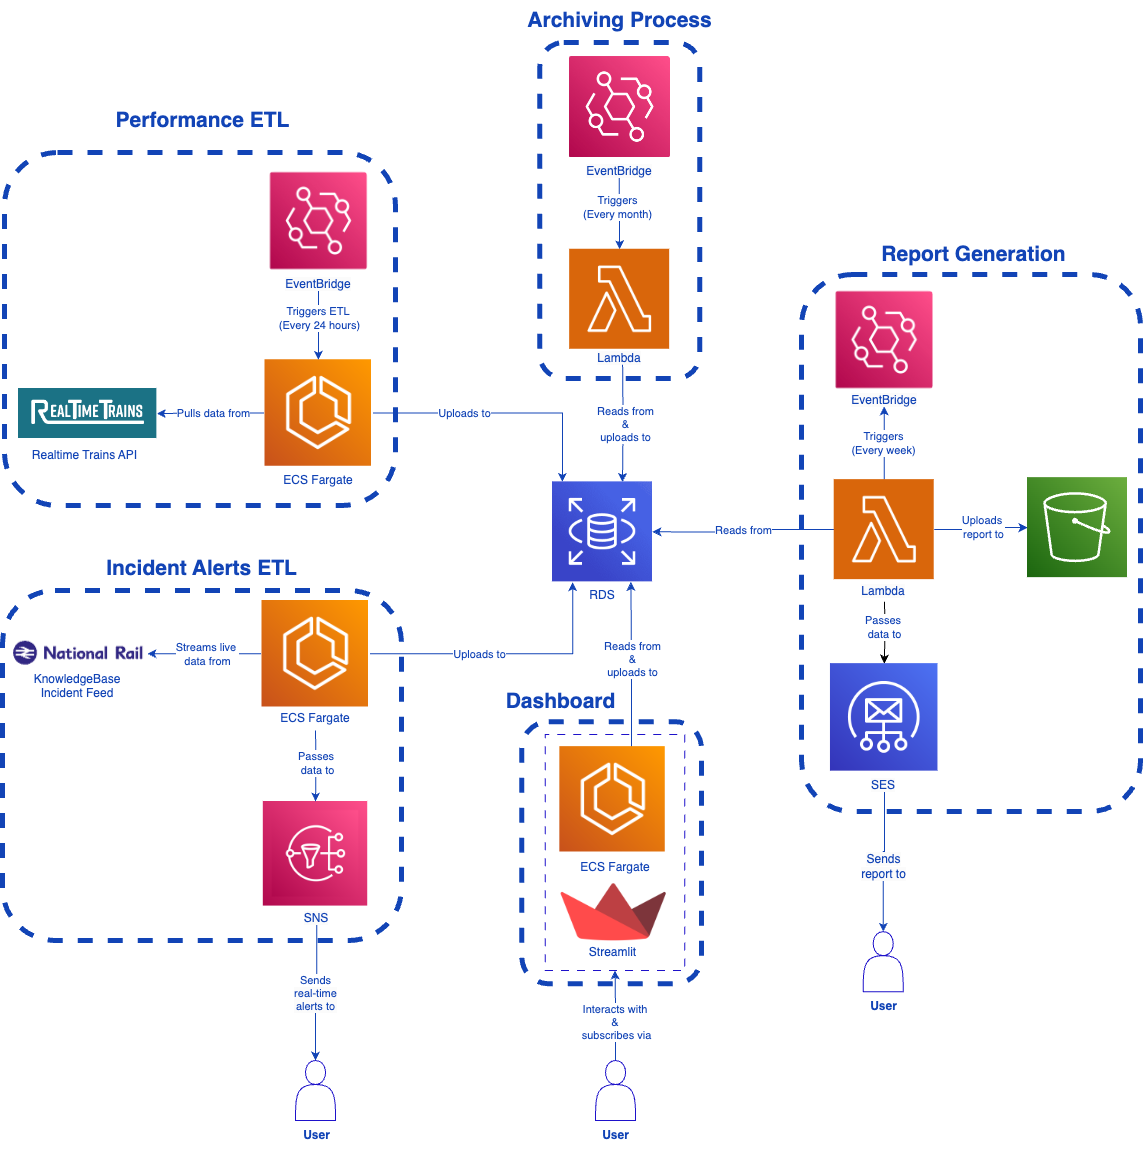 Archiving Process
EventBridge
Triggers
(Every month)
Lambda
Reads from
&
uploads to
Performance ETL
EventBridge
Triggers ETL
(Every 24 hours)
REALTIMETRAINS
Realtime Trains API
Pulls data from
ECS Fargate
Uploads to
Report Generation
EventBridge
Triggers
(Every week)
Reads from
Lambda
Uploads
report to
Passes
data to
SES
Sends
report to
User
RDS
Incident Alerts ETL
National Rail
KnowledgeBase
Incident Feed
Streams live
data from
ECS Fargate
Uploads to
Passes
data to
SNS
Sends
real-time
alerts to
User
Reads from
&
uploads to
Dashboard
ECS Fargate
Streamlit
Interacts with
&
subscribes via
User